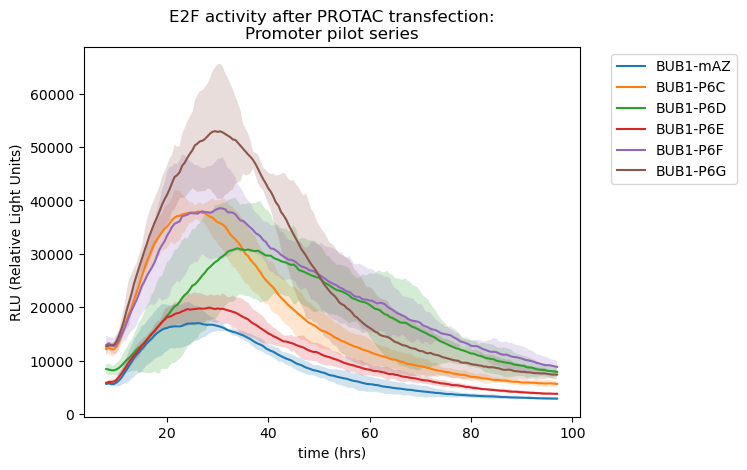 E2F activity after PROTAC transfection:
Promoter pilot series
RLU (Relative Light Units)
60000
50000
40000
30000
20000
10000
0
20
40
60
80
100
time (hrs)
BUB1-mAZ
BUB1-P6C
BUB1-P6D
BUB1-P6E
BUB1-P6F
BUB1-P6G